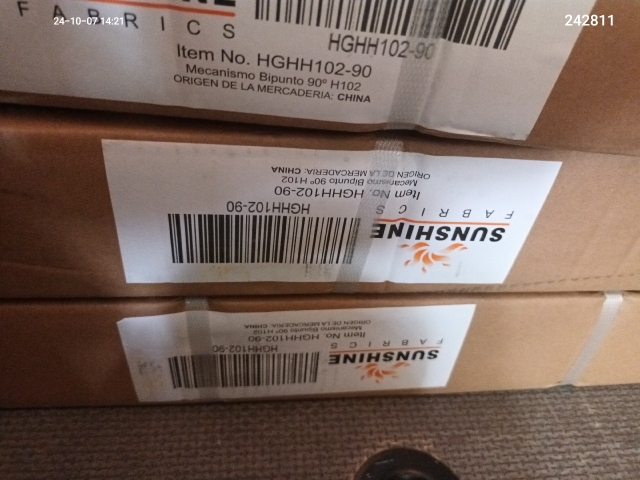 24-10-07 14:21
242811
FABRICS
HGHH102-90
Item No. HGHH102-90
Mecanismo Bipunto 90º H102
ORIGEN DE LA MERCADERIA: CHINA
SUNSHINE
FABRICS
HGHH102-90
Item No. HGHH102-90
Mecanismo Bipunto 90º H102
ORIGEN DE LA MERCADERIA: CHINA
SUNSHINE
FABRICS
HGHH102-90
Item No. HGHH102-90
Mecanismo Bipunto 90º H102
ORIGEN DE LA MERCADERIA: CHINA